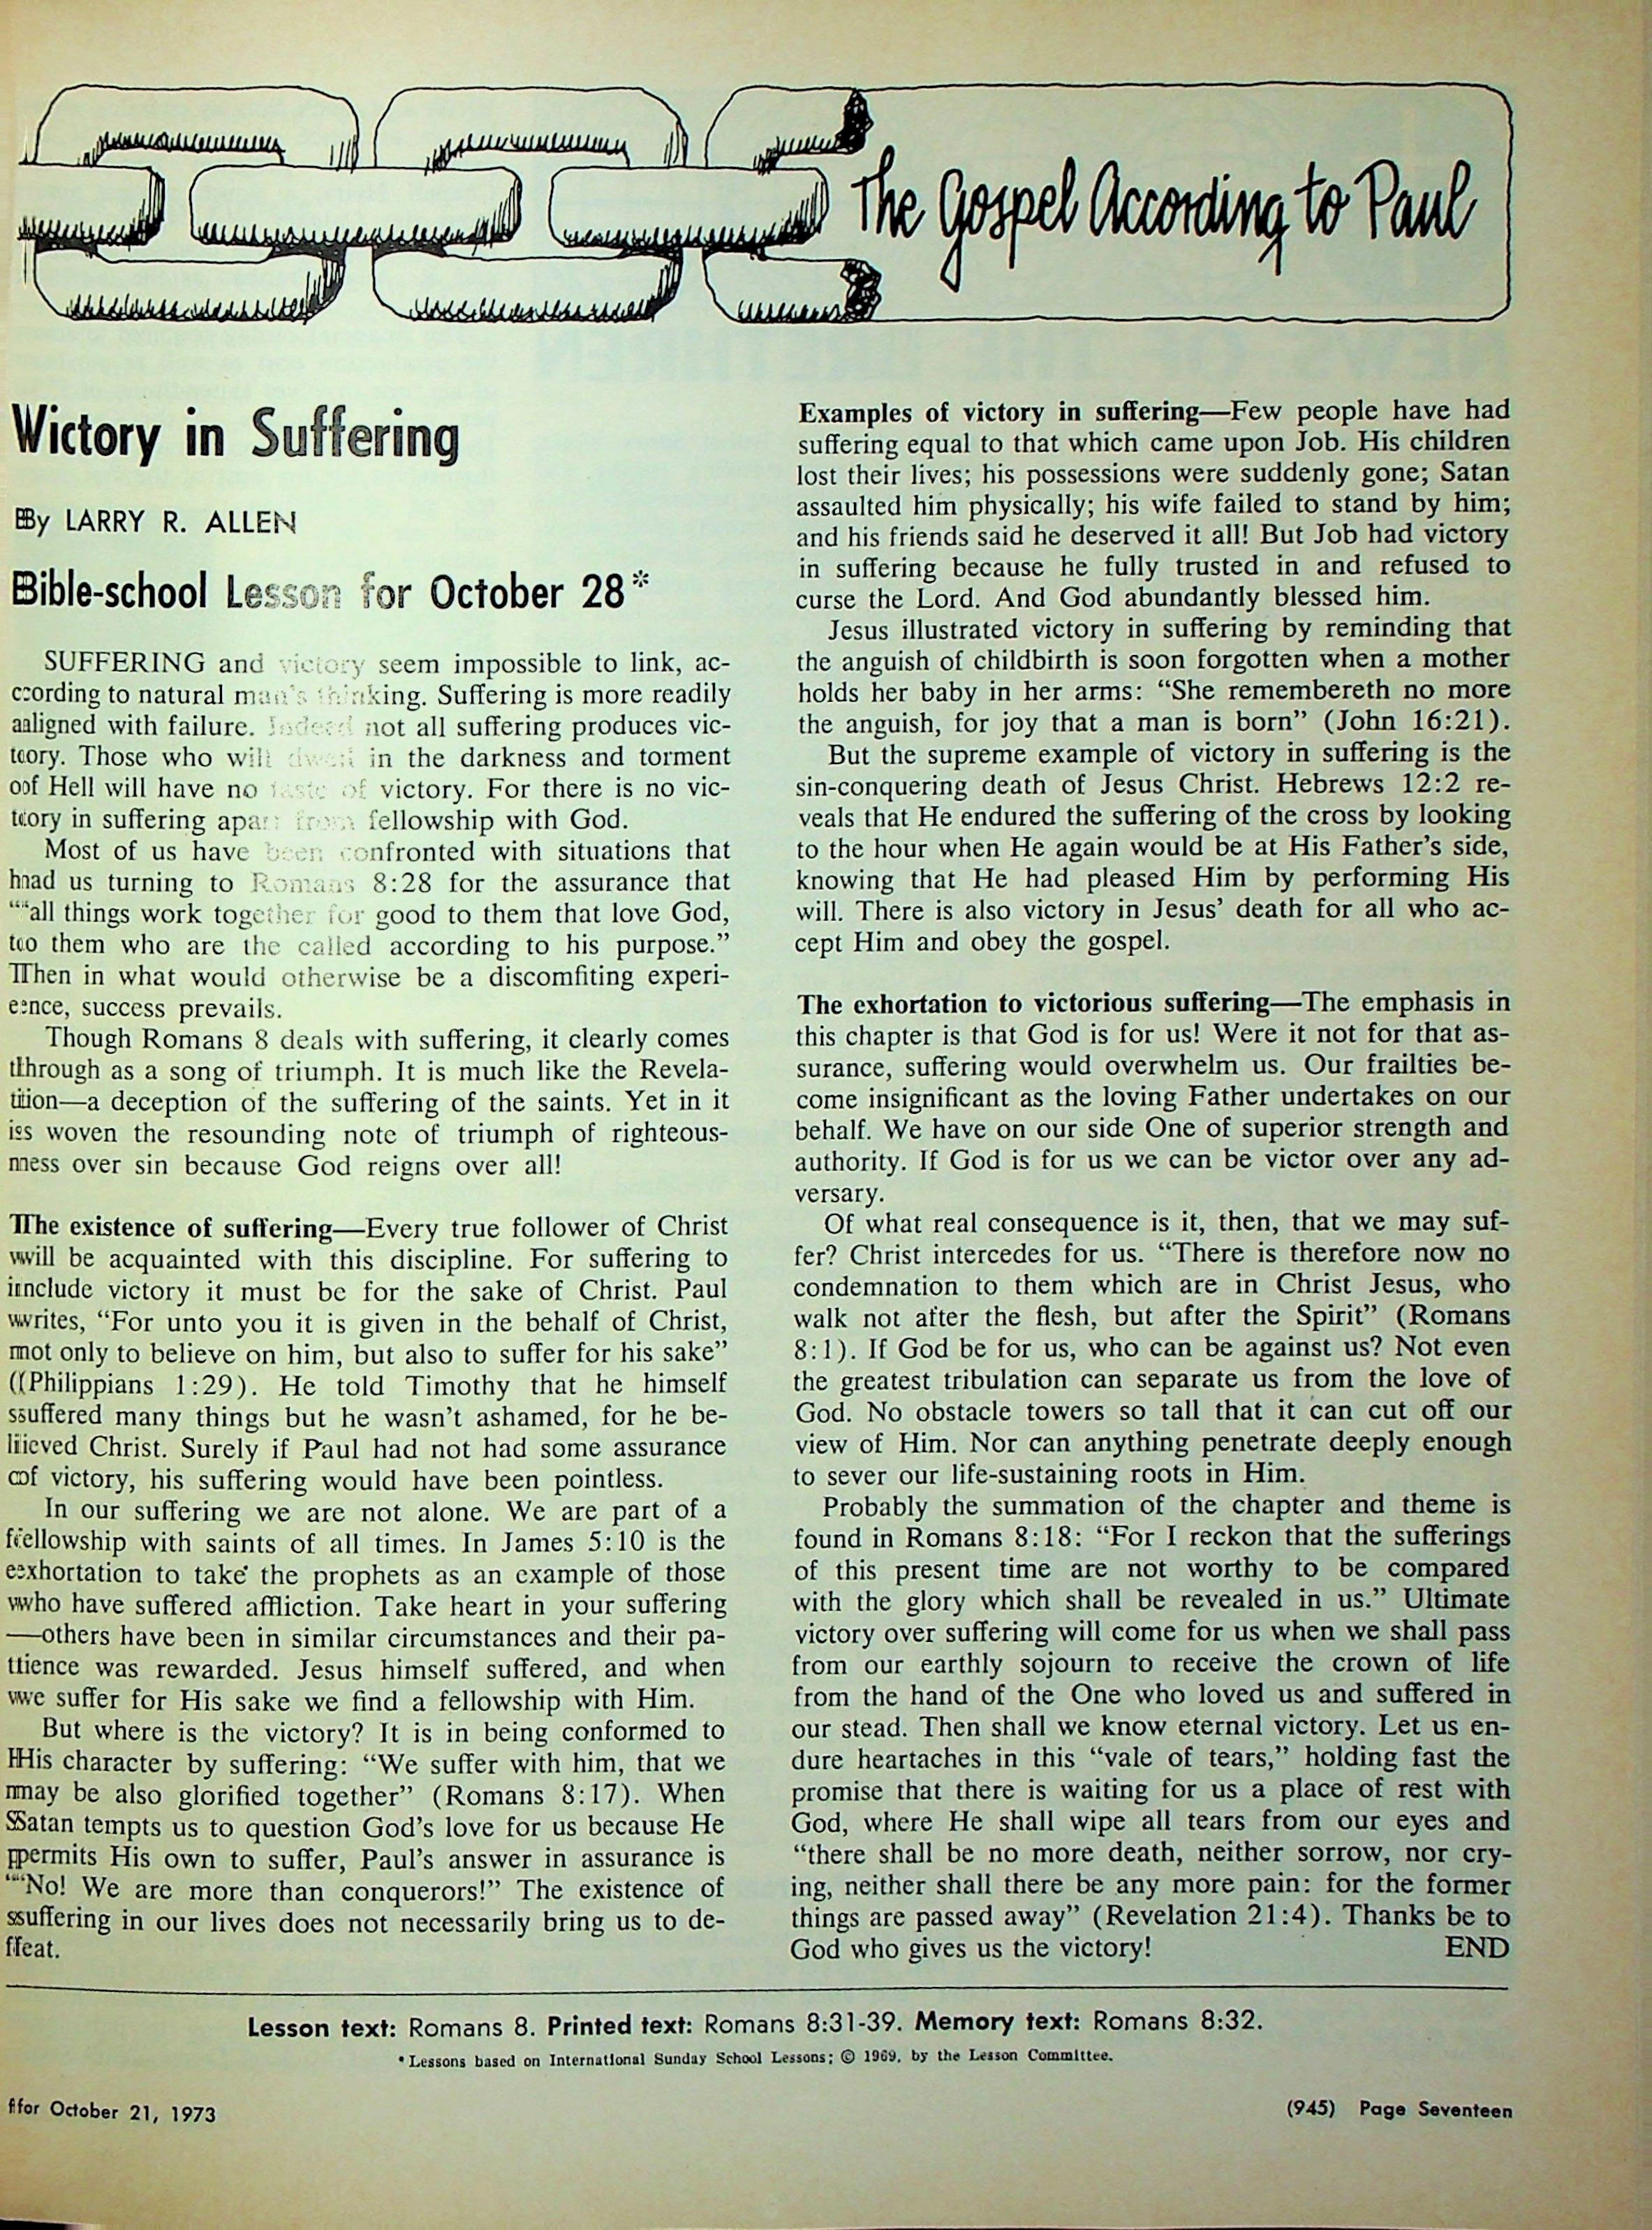 The Gospel According to Paul
Victory in Suffering
By LARRY R. ALLEN
Bible-school Lesson for October 28*
SUFFERING and victory seem impossible to link, ac-
cording to natural man's thinking. Suffering is more readily
aligned with failure. Indeed not all suffering produces vic-
tory. Those who will dwell in the darkness and torment
of Hell will have no taste of victory. For there is no vic-
tory in suffering apart from fellowship with God.
Most of us have been confronted with situations that
had us turning to Romans 8:28 for the assurance that
“all things work together for good to them that love God,
to them who are the called according to his purpose.”
Then in what would otherwise be a discomfiting experi-
ence, success prevails.
Though Romans 8 deals with suffering, it clearly comes
through as a song of triumph. It is much like the Revela-
tion—a deception of the suffering of the saints. Yet in it
is woven the resounding note of triumph of righteous-
ness over sin because God reigns over all!
The existence of suffering—Every true follower of Christ
will be acquainted with this discipline. For suffering to
include victory it must be for the sake of Christ. Paul
writes, “For unto you it is given in the behalf of Christ,
not only to believe on him, but also to suffer for his sake”
(Philippians 1:29). He told Timothy that he himself
suffered many things but he wasn't ashamed, for he be-
lieved Christ. Surely if Paul had not had some assurance
of victory, his suffering would have been pointless.
In our suffering we are not alone. We are part of a
fellowship with saints of all times. In James 5:10 is the
exhortation to take the prophets as an example of those
who have suffered affliction. Take heart in your suffering
—others have been in similar circumstances and their pa-
tience was rewarded. Jesus himself suffered, and when
we suffer for His sake we find a fellowship with Him.
But where is the victory? It is in being conformed to
His character by suffering: “We suffer with him, that we
may be also glorified together” (Romans 8:17). When
Satan tempts us to question God's love for us because He
permits His own to suffer, Paul's answer in assurance is
“No! We are more than conquerors!” The existence of
suffering in our lives does not necessarily bring us to de-
feat.
Examples of victory in suffering—Few people have had
suffering equal to that which came upon Job. His children
lost their lives; his possessions were suddenly gone; Satan
assaulted him physically; his wife failed to stand by him;
and his friends said he deserved it all! But Job had victory
in suffering because he fully trusted in and refused to
curse the Lord. And God abundantly blessed him.
Jesus illustrated victory in suffering by reminding that
the anguish of childbirth is soon forgotten when a mother
holds her baby in her arms: “She remembereth no more
the anguish, for joy that a man is born” (John 16:21).
But the supreme example of victory in suffering is the
sin-conquering death of Jesus Christ. Hebrews 12:2 re-
veals that He endured the suffering of the cross by looking
to the hour when He again would be at His Father's side,
knowing that He had pleased Him by performing His
will. There is also victory in Jesus' death for all who ac-
cept Him and obey the gospel.
The exhortation to victorious suffering—The emphasis in
this chapter is that God is for us! Were it not for that as-
surance, suffering would overwhelm us. Our frailties be-
come insignificant as the loving Father undertakes on our
behalf. We have on our side One of superior strength and
authority. If God is for us we can be victor over any ad-
versary.
Of what real consequence is it, then, that we may suf-
fer? Christ intercedes for us. “There is therefore now no
condemnation to them which are in Christ Jesus, who
walk not after the flesh, but after the Spirit” (Romans
8:1). If God be for us, who can be against us? Not even
the greatest tribulation can separate us from the love of
God. No obstacle towers so tall that it can cut off our
view of Him. Nor can anything penetrate deeply enough
to sever our life-sustaining roots in Him.
Probably the summation of the chapter and theme is
found in Romans 8:18: “For I reckon that the sufferings
of this present time are not worthy to be compared
with the glory which shall be revealed in us.” Ultimate
victory over suffering will come for us when we shall pass
from our earthly sojourn to receive the crown of life
from the hand of the One who loved us and suffered in
our stead. Then shall we know eternal victory. Let us en-
dure heartaches in this “vale of tears,” holding fast the
promise that there is waiting for us a place of rest with
God, where He shall wipe all tears from our eyes and
“there shall be no more death, neither sorrow, nor cry-
ing, neither shall there be any more pain: for the former
things are passed away” (Revelation 21:4). Thanks be to
God who gives us the victory! END
Lesson text: Romans 8. Printed text: Romans 8:31-39. Memory text: Romans 8:32.
*Lessons based on International Sunday School Lessons; © 1969, by the Lesson Committee.
for October 21, 1973
(945) Page Seventeen